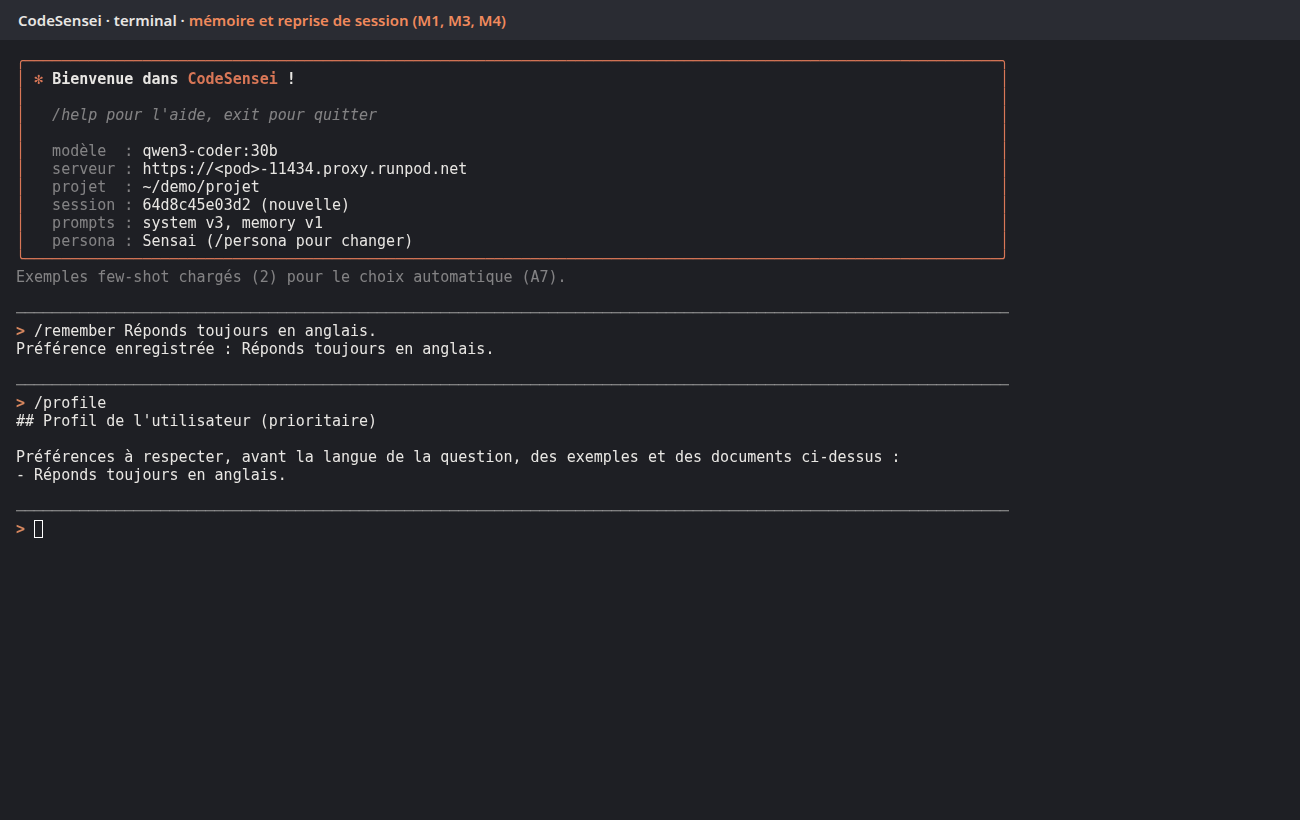 CodeSensei · terminal · mémoire et reprise de session (M1, M3, M4)
✻ Bienvenue dans CodeSensei !
/help pour l'aide, exit pour quitter
modèle  : qwen3-coder:30b
serveur : https://<pod>-11434.proxy.runpod.net
projet  : ~/demo/projet
session : 64d8c45e03d2 (nouvelle)
prompts : system v3, memory v1
persona : Sensai (/persona pour changer)
Exemples few-shot chargés (2) pour le choix automatique (A7).
> /remember Réponds toujours en anglais.
Préférence enregistrée : Réponds toujours en anglais.
> /profile
## Profil de l'utilisateur (prioritaire)
Préférences à respecter, avant la langue de la question, des exemples et des documents ci-dessus :
- Réponds toujours en anglais.
>